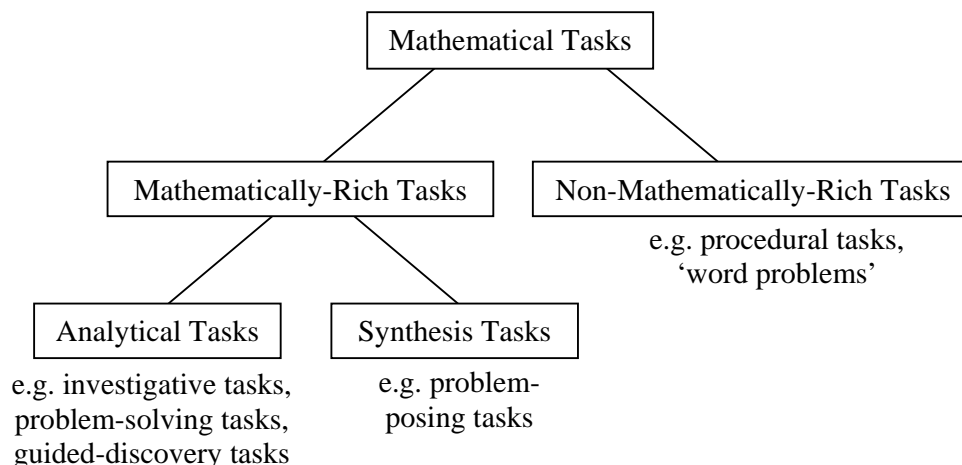 Mathematical Tasks
Mathematically-Rich Tasks
Non-Mathematically-Rich Tasks
e.g. procedural tasks,
‘word problems’
Analytical Tasks
Synthesis Tasks
e.g. investigative tasks,
problem-solving tasks,
guided-discovery tasks
e.g. problem-
posing tasks